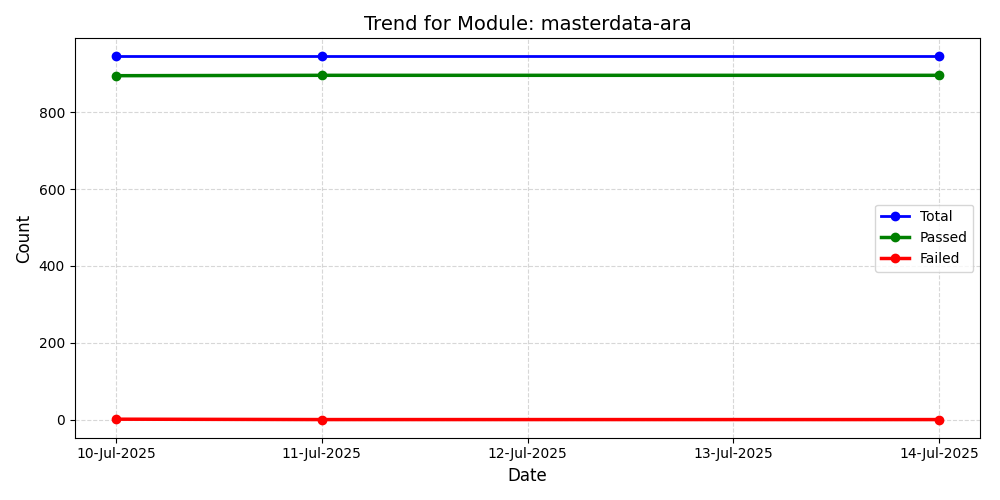 Trend for Module: masterdata-ara
Count
800
600
400
200
0
Total
Passed
Failed
10-Jul-2025
11-Jul-2025
12-Jul-2025
13-Jul-2025
14-Jul-2025
Date